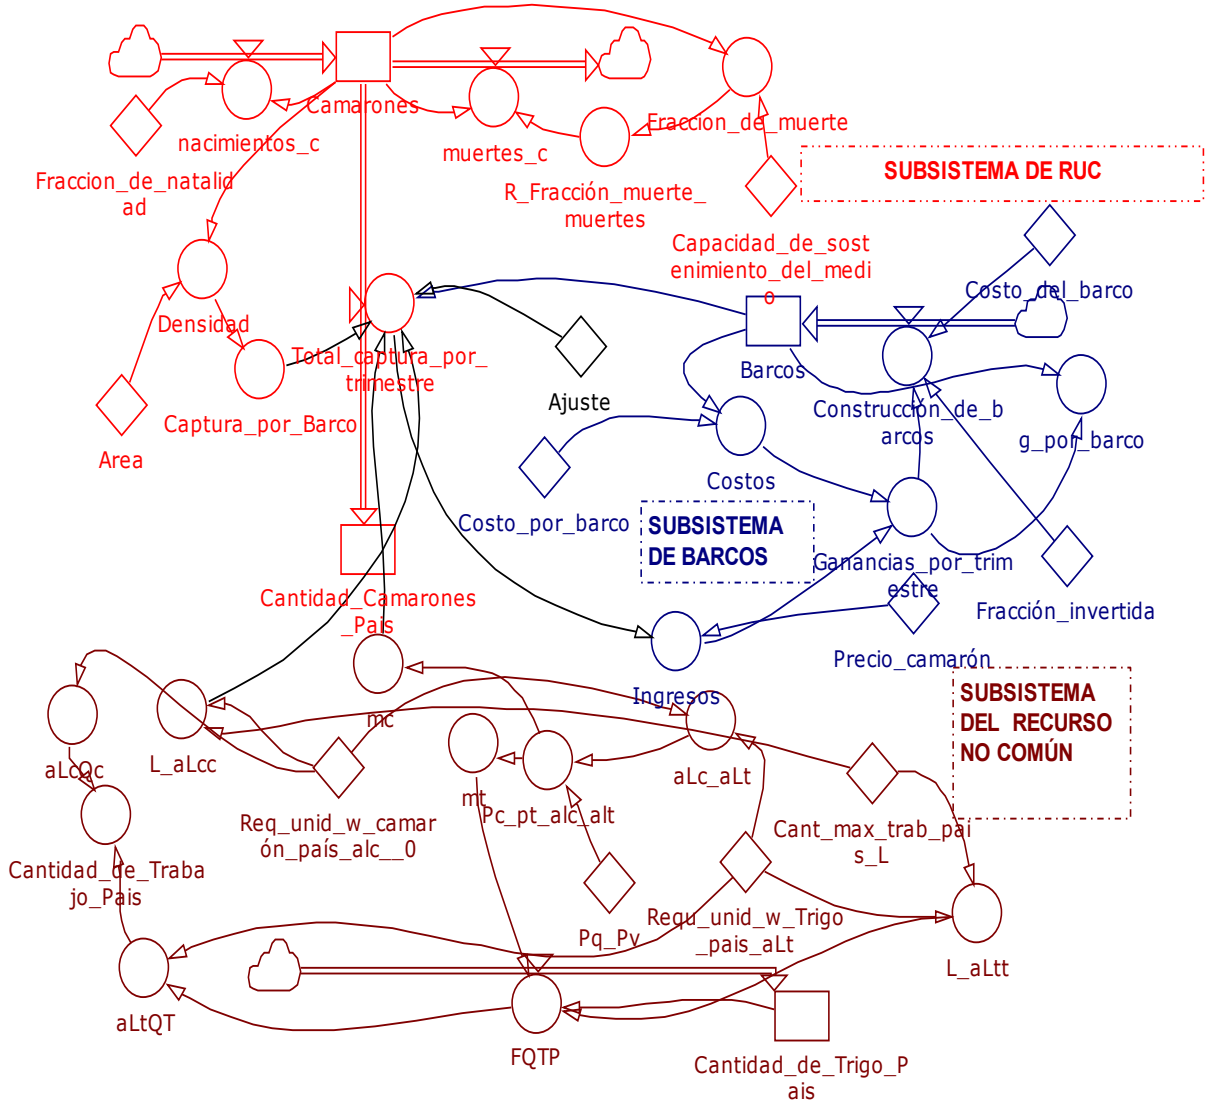 Camarones
Fraccion_de_muerte
nacimientos_c
muertes_c
Fraccion_de_natalid
ad
R_Fracción_muerte_
muertes
SUBSISTEMA DE RUC
Capacidad_de_sost
enimiento_del_medi
o
Costo_del_barco
Densidad
Total_captura_por_
trimestre
Barcos
Ajuste
Construcción_de_b
arcos
g_por_barco
Captura_por_Barco
Area
Costos
Costo_por_barco
SUBSISTEMA
DE BARCOS
Ganancias_por_trim
estre
Cantidad_Camarones
_Pais
Fracción_invertida
Precio_camarón
Ingresos
SUBSISTEMA
DEL RECURSO
NO COMÚN
mc
aLcQc
L_aLcc
aLc_aLt
mt
Pc_pt_alc_alt
Req_unid_w_camar
ón_país_alc__0
Cant_max_trab_pai
s_L
Cantidad_de_Traba
jo_Pais
Pq_Pv
Requ_unid_w_Trigo
_pais_aLt
L_aLtt
aLtQT
FQTP
Cantidad_de_Trigo_P
ais